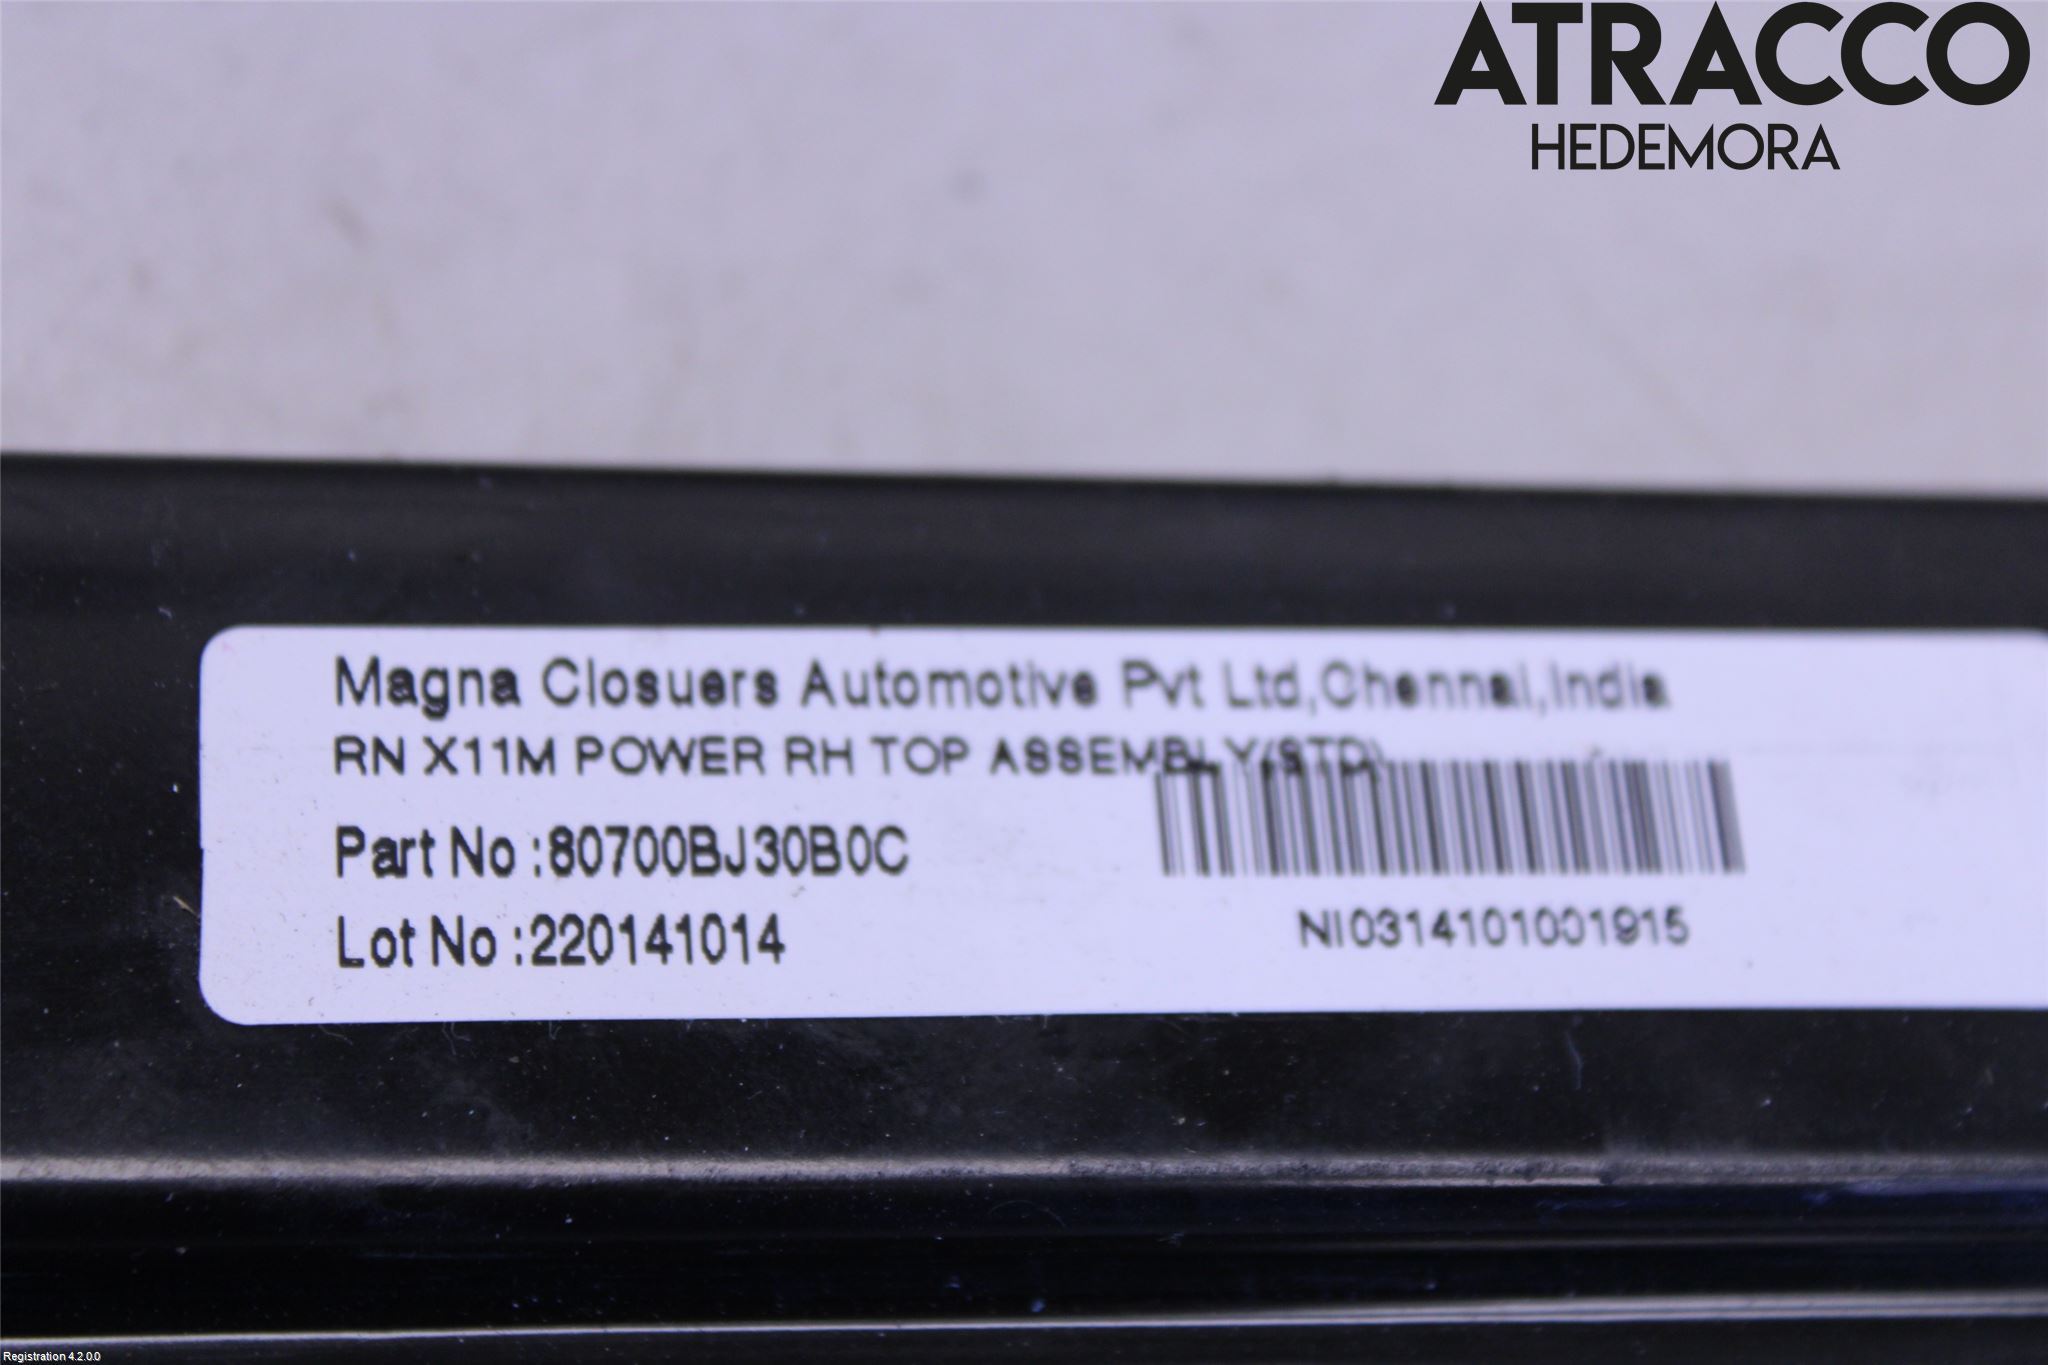 ATRACCO
HEDEMORA
Magna Closuers Automotive Pvt Ltd,Chennai,India
RN X11M POWER RH TOP ASSEMBLY(STD)
Part No :80700BJ30B0C
Lot No :220141014
NI0314101001915
Registration 4.2.0.0